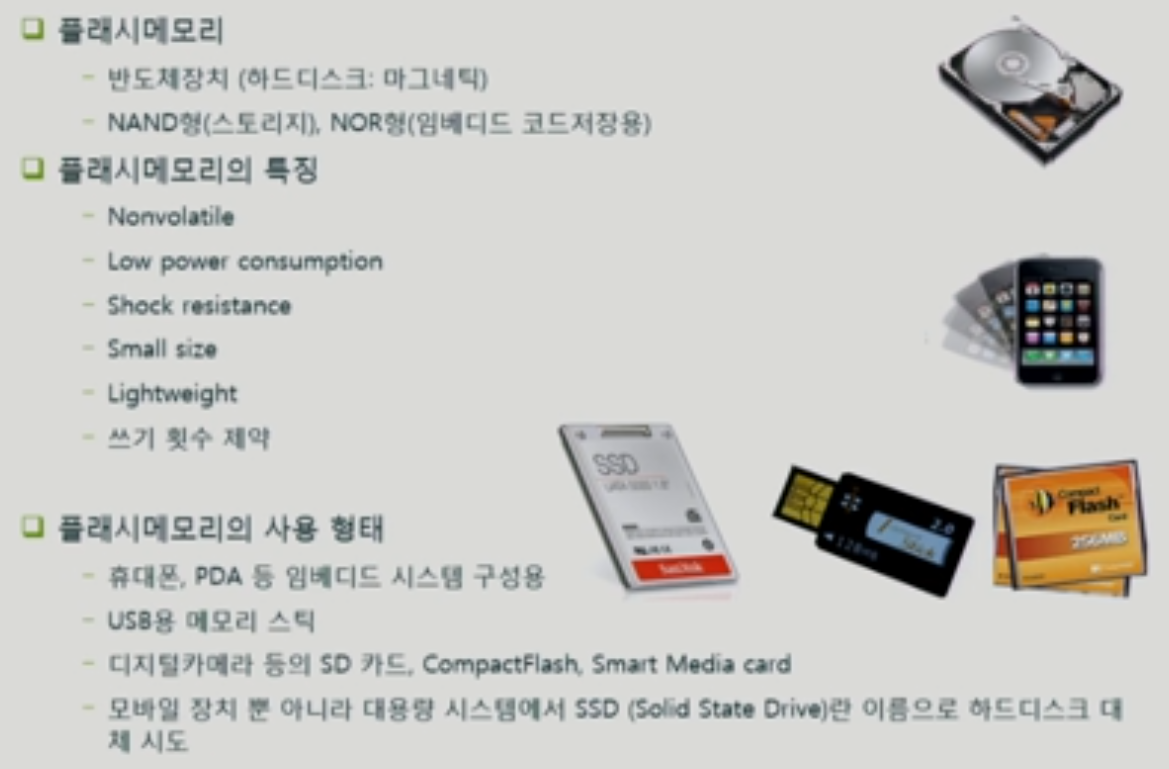 플래시메모리
- 반도체장치 (하드디스크: 마그네틱)
- NAND형(스토리지), NOR형(임베디드 코드저장용)
플래시메모리의 특징
- Nonvolatile
- Low power consumption
- Shock resistance
- Small size
- Lightweight
- 쓰기 횟수 제약
플래시메모리의 사용 형태
- 휴대폰, PDA 등 임베디드 시스템 구성용
- USB용 메모리 스틱
- 디지털카메라 등의 SD 카드, CompactFlash, Smart Media card
- 모바일 장치 뿐 아니라 대용량 시스템에서 SSD (Solid State Drive)란 이름으로 하드디스크 대
체 시도
SSD
SanDisk
2.0
Compact
Flash
256MB